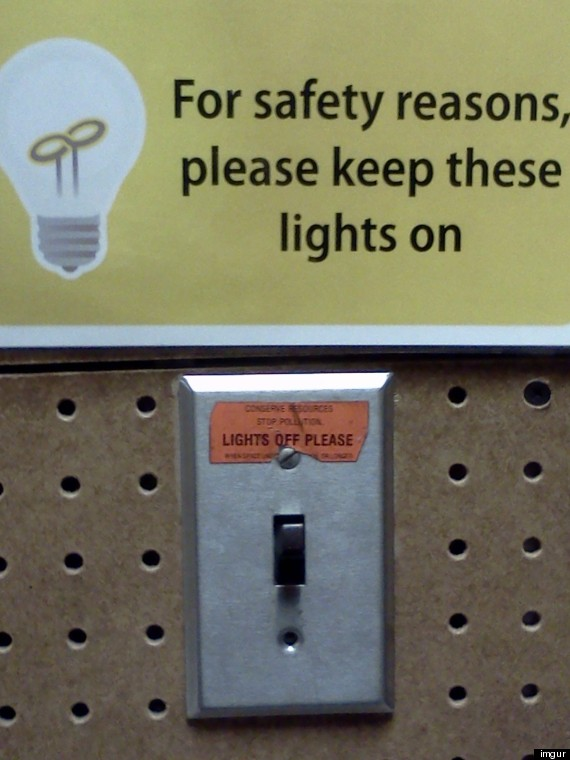 For safety reasons,
please keep these
lights on
CONSERVE RESOURCES
STOP POLLUTION.
LIGHTS OFF PLEASE
imgur